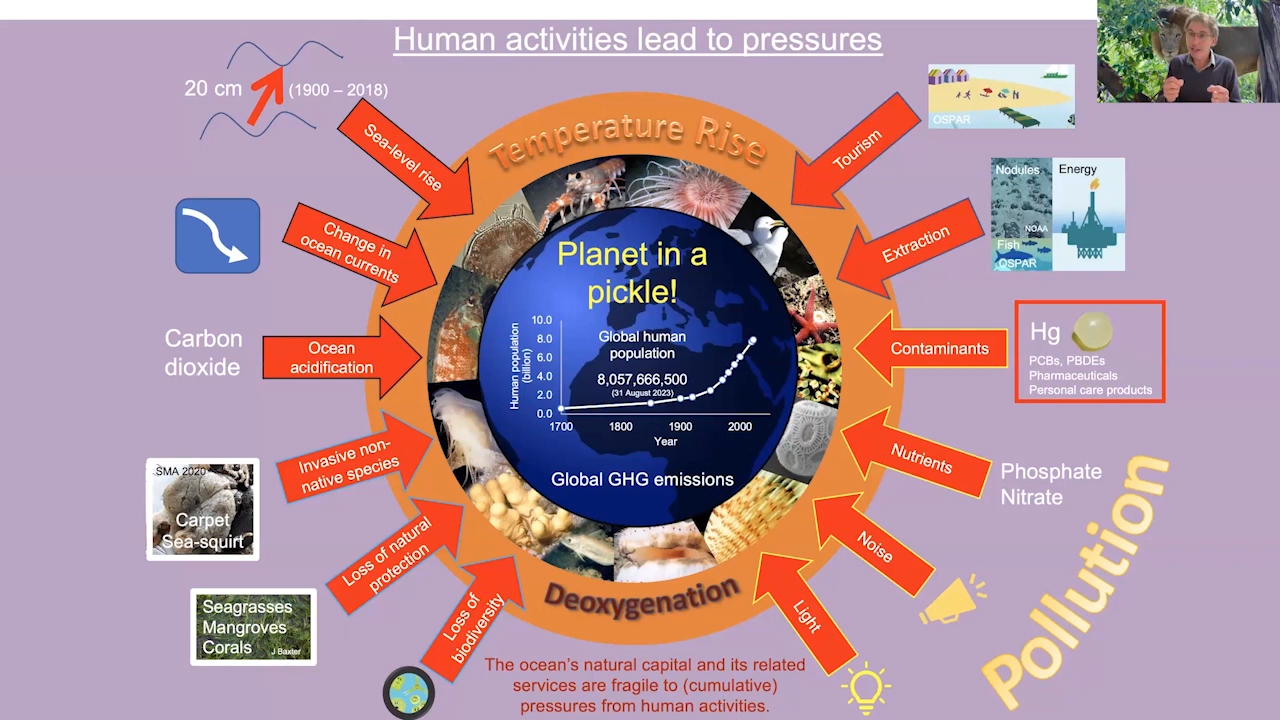 Human activities lead to pressures
20 cm
(1900 – 2018)
Sea-level rise
Change in
ocean currents
Carbon
dioxide
Ocean
acidification
Invasive non-
native species
SMA 2020
Carpet
Sea-squirt
Loss of natural
protection
Seagrasses
Mangroves
Corals
J Baxter
Loss of
biodiversity
Temperature Rise
Planet in a
pickle!
Human population
(billion)
10.0
8.0
6.0
4.0
2.0
0.0
Global human
population
8,057,666,500
(31 August 2023)
1700
1800
1900
2000
Year
Global GHG emissions
Deoxygenation
The ocean's natural capital and its related
services are fragile to (cumulative)
pressures from human activities.
Tourism
OSPAR
Extraction
Nodules
NOAA
Fish
OSPAR
Energy
Contaminants
Hg
PCBs, PBDEs
Pharmaceuticals
Personal care products
Nutrients
Phosphate
Nitrate
Noise
Light
Pollution